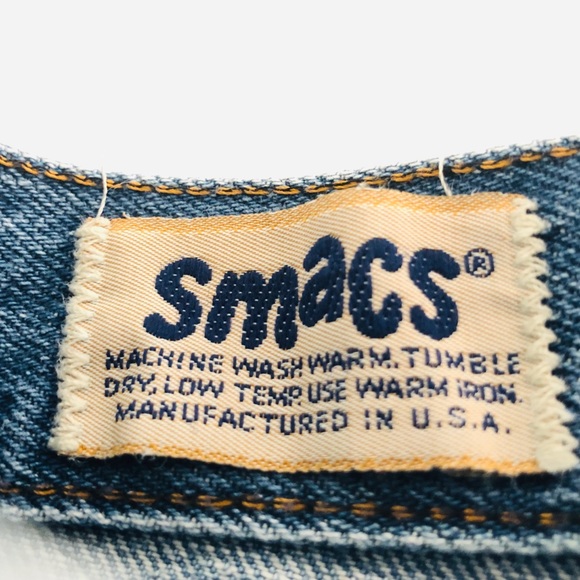 smacs®
MACHINE WASH WARM. TUMBLE
DRY. LOW TEMP. USE WARM IRON.
MANUFACTURED IN U.S.A.